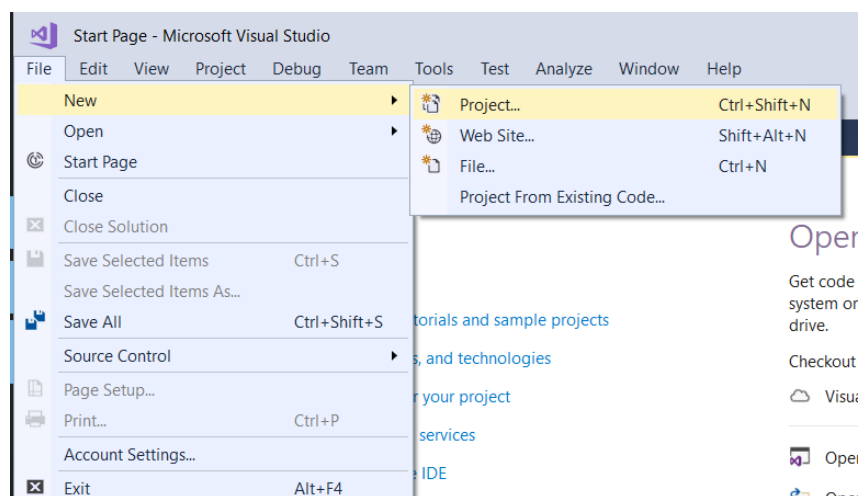 Start Page - Microsoft Visual Studio
File Edit View Project Debug Team Tools Test Analyze Window Help
New
Open
Start Page
Close
Close Solution
Save Selected Items Ctrl+S
Save Selected Items As...
Save All Ctrl+Shift+S
Source Control
Page Setup...
Print... Ctrl+P
Account Settings...
Exit Alt+F4
Project... Ctrl+Shift+N
Web Site... Shift+Alt+N
File... Ctrl+N
Project From Existing Code...
torials and sample projects
s, and technologies
r your project
services
IDE
Oper
Get code
system or
drive.
Checkout
Visua
Oper